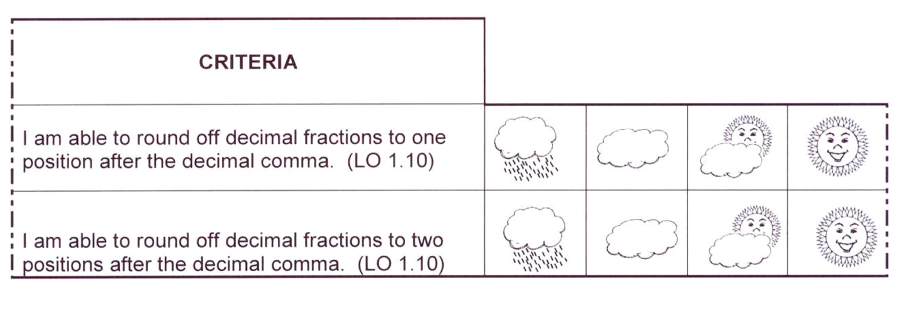 CRITERIA
I am able to round off decimal fractions to one
position after the decimal comma. (LO 1.10)
I am able to round off decimal fractions to two
positions after the decimal comma. (LO 1.10)